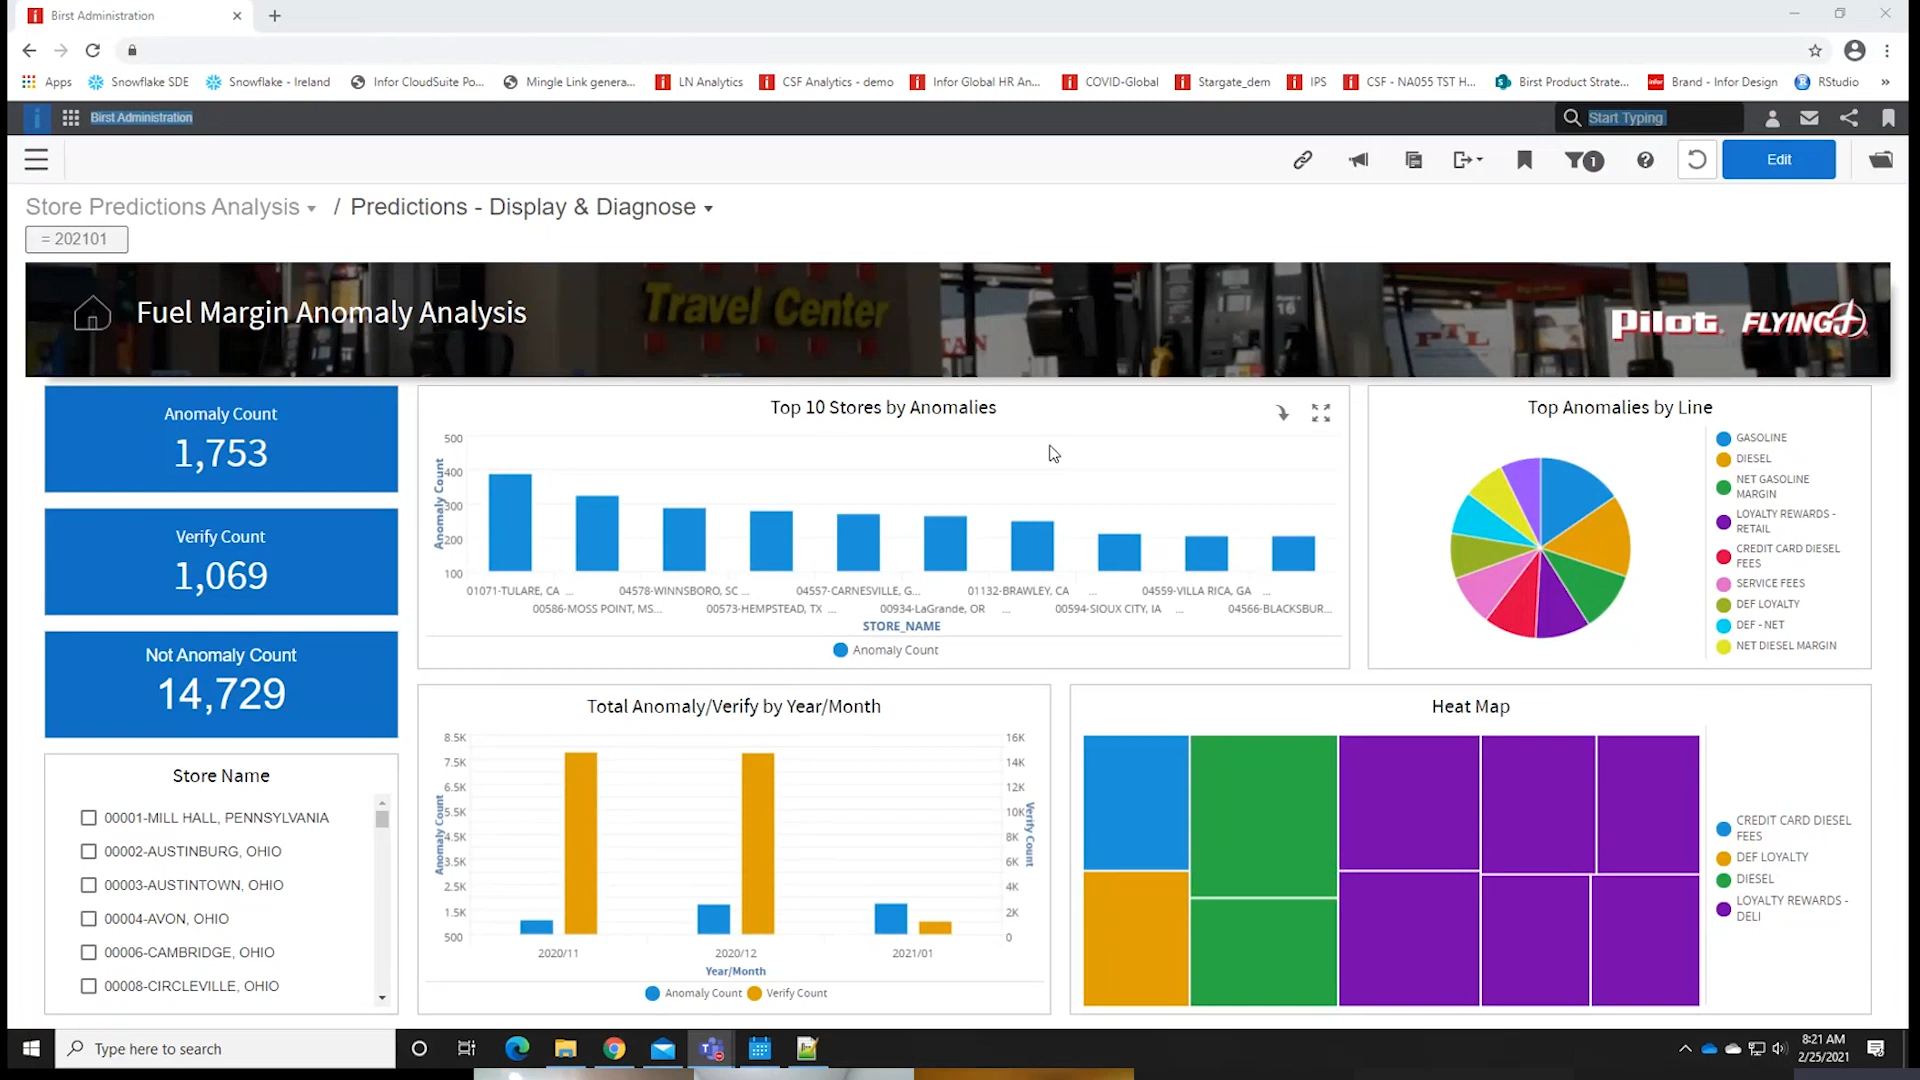 Birst Administration
Apps
Snowflake SDE
Snowflake - Ireland
Infor CloudSuite Po...
Mingle Link genera...
LN Analytics
CSF Analytics - demo
Infor Global HR An...
COVID-Global
Stargate_dem
IPS
CSF - NA055 TST H...
Birst Product Strate...
Brand - Infor Design
RStudio
»
Birst Administration
Start Typing
1
Edit
Store Predictions Analysis / Predictions - Display & Diagnose
= 202101
Fuel Margin Anomaly Analysis
Travel Center
16
Pilot. FLYING J
Anomaly Count
1,753
Verify Count
1,069
Not Anomaly Count
14,729
Store Name
00001-MILL HALL, PENNSYLVANIA
00002-AUSTINBURG, OHIO
00003-AUSTINTOWN, OHIO
00004-AVON, OHIO
00006-CAMBRIDGE, OHIO
00008-CIRCLEVILLE, OHIO
Top 10 Stores by Anomalies
Anomaly Count
500
400
300
200
100
01071-TULARE, CA ...
04578-WINNSBORO, SC ...
04557-CARNESVILLE, G...
01132-BRAWLEY, CA ...
04559-VILLA RICA, GA ...
00586-MOSS POINT, MS...
00573-HEMPSTEAD, TX ...
00934-LaGrande, OR ...
00594-SIOUX CITY, IA ...
04566-BLACKSBUR...
STORE_NAME
Anomaly Count
Top Anomalies by Line
GASOLINE
DIESEL
NET GASOLINE
MARGIN
LOYALTY REWARDS -
RETAIL
CREDIT CARD DIESEL
FEES
SERVICE FEES
DEF LOYALTY
DEF - NET
NET DIESEL MARGIN
Total Anomaly/Verify by Year/Month
Anomaly Count
8.5K
7.5K
6.5K
5.5K
4.5K
3.5K
2.5K
1.5K
500
16K
14K
12K
10K
8K
6K
4K
2K
0
Verify Count
2020/11
2020/12
2021/01
Year/Month
Anomaly Count
Verify Count
Heat Map
CREDIT CARD DIESEL
FEES
DEF LOYALTY
DIESEL
LOYALTY REWARDS -
DELI
Type here to search
8:21 AM
2/25/2021